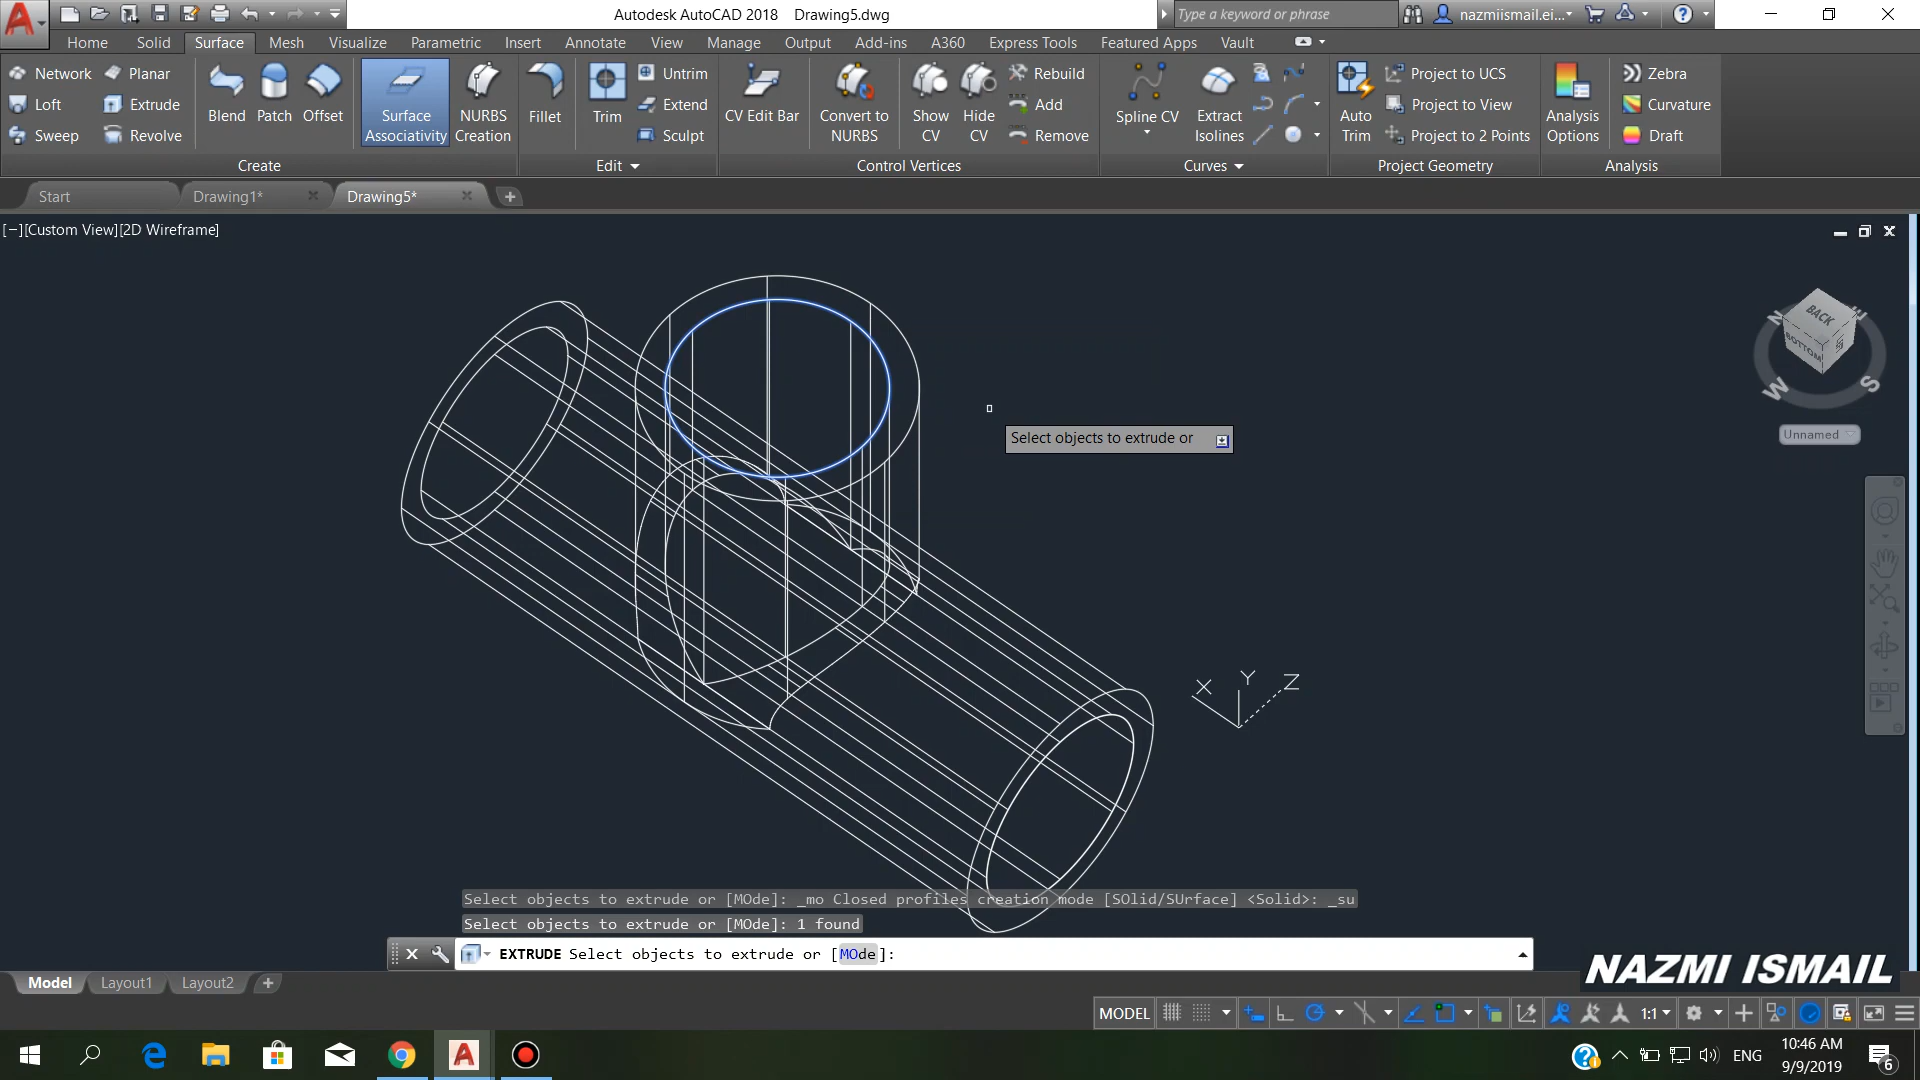 Autodesk AutoCAD 2018 Drawing5.dwg
Type a keyword or phrase
nazmiismail.ei...
Home Solid Surface Mesh Visualize Parametric Insert Annotate View Manage Output Add-ins A360 Express Tools Featured Apps Vault
Network Planar
Loft Extrude
Sweep Revolve
Blend Patch Offset
Surface Associativity
NURBS Creation
Create
Fillet
Trim
Untrim
Extend
Sculpt
Edit
CV Edit Bar
Convert to NURBS
Show CV
Hide CV
Rebuild
Add
Remove
Control Vertices
Spline CV
Extract Isolines
Curves
Auto Trim
Project to UCS
Project to View
Project to 2 Points
Project Geometry
Analysis Options
Zebra
Curvature
Draft
Analysis
Start Drawing1* Drawing5*
[−][Custom View][2D Wireframe]
BACK
BOTTOM
N
W
S
Unnamed
Select objects to extrude or
X Y Z
Select objects to extrude or [MOde]: _mo Closed profiles creation mode [SOlid/SUrface] <Solid>: _su
Select objects to extrude or [MOde]: 1 found
EXTRUDE Select objects to extrude or [MOde]:
NAZMI ISMAIL
Model Layout1 Layout2
MODEL
1:1
ENG
10:46 AM
9/9/2019
6